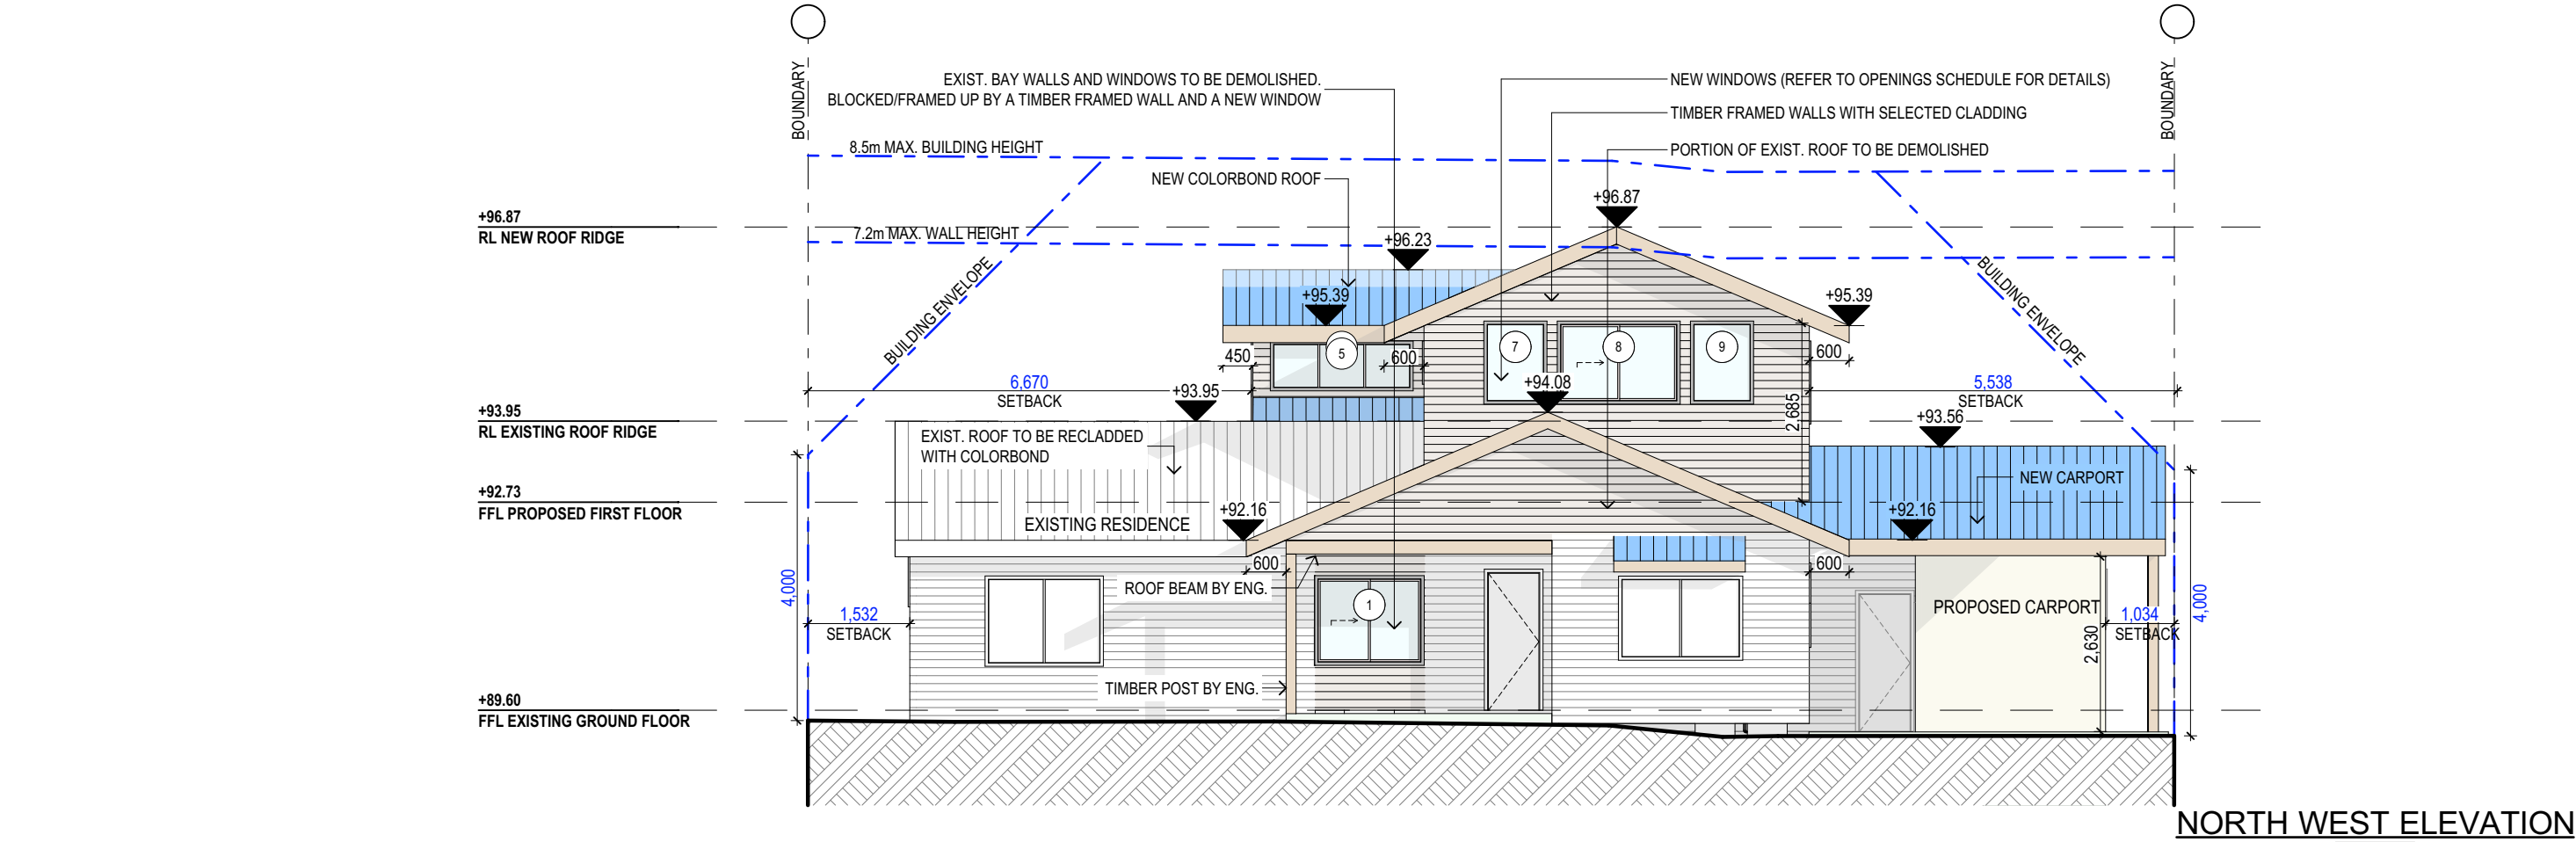 BOUNDARY
BOUNDARY
EXIST. BAY WALLS AND WINDOWS TO BE DEMOLISHED.
BLOCKED/FRAMED UP BY A TIMBER FRAMED WALL AND A NEW WINDOW
NEW WINDOWS (REFER TO OPENINGS SCHEDULE FOR DETAILS)
TIMBER FRAMED WALLS WITH SELECTED CLADDING
8.5m MAX. BUILDING HEIGHT
PORTION OF EXIST. ROOF TO BE DEMOLISHED
NEW COLORBOND ROOF
+96.87
+96.87
RL NEW ROOF RIDGE
7.2m MAX. WALL HEIGHT
+96.23
BUILDING ENVELOPE
BUILDING ENVELOPE
+95.39
+95.39
5
7
8
9
450
600
600
6,670
SETBACK
+93.95
+94.08
5,538
SETBACK
2,685
+93.95
RL EXISTING ROOF RIDGE
+93.56
EXIST. ROOF TO BE RECLADDED
WITH COLORBOND
NEW CARPORT
+92.73
FFL PROPOSED FIRST FLOOR
EXISTING RESIDENCE
+92.16
+92.16
600
600
ROOF BEAM BY ENG.
4,000
4,000
1
1,532
SETBACK
PROPOSED CARPORT
1,034
SETBACK
2,630
TIMBER POST BY ENG.
+89.60
FFL EXISTING GROUND FLOOR
NORTH WEST ELEVATION